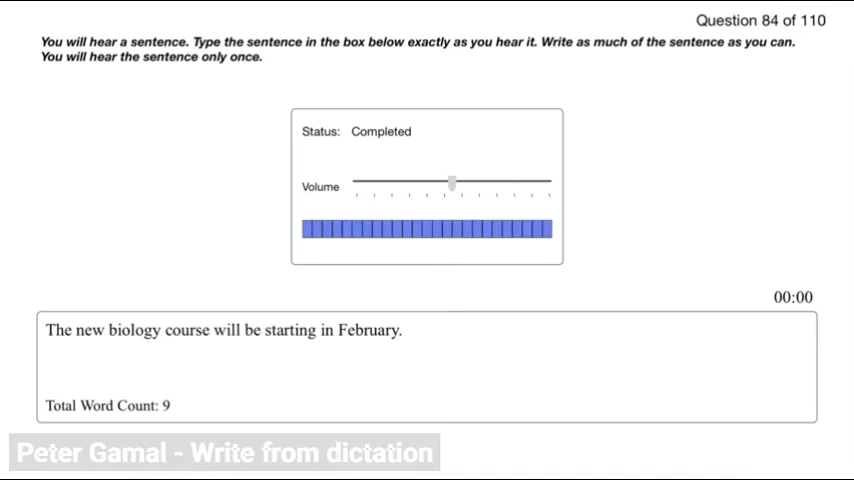 Question 84 of 110
You will hear a sentence. Type the sentence in the box below exactly as you hear it. Write as much of the sentence as you can.
You will hear the sentence only once.
Status: Completed
Volume
00:00
The new biology course will be starting in February.
Total Word Count: 9
Peter Gamal - Write from dictation